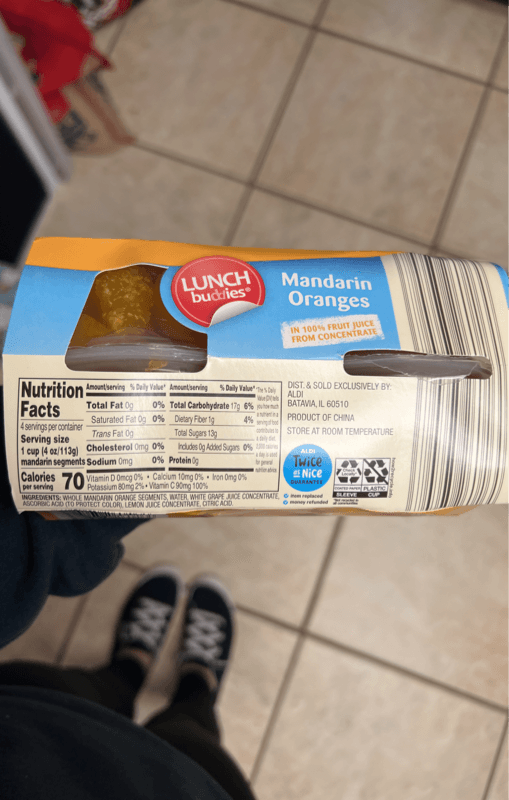 LUNCH
buddies®
Mandarin
Oranges
IN 100% FRUIT JUICE
FROM CONCENTRATE
Nutrition
Facts
4 servings per container
Serving size
1 cup (4 oz/113g)
mandarin segments
Calories 70
per serving
Amount/serving % Daily Value*
Total Fat 0g 0%
Saturated Fat 0g 0%
Trans Fat 0g
Cholesterol 0mg 0%
Sodium 0mg 0%
Amount/serving % Daily Value*
Total Carbohydrate 17g 6%
Dietary Fiber 1g 4%
Total Sugars 13g
Includes 0g Added Sugars 0%
Protein 0g
Vitamin D 0mcg 0% • Calcium 10mg 0% • Iron 0mg 0%
Potassium 80mg 2% • Vitamin C 90mg 100%
INGREDIENTS: WHOLE MANDARIN ORANGE SEGMENTS, WATER, WHITE GRAPE JUICE CONCENTRATE,
ASCORBIC ACID (TO PROTECT COLOR), LEMON JUICE CONCENTRATE, CITRIC ACID.
DIST. & SOLD EXCLUSIVELY BY:
ALDI
BATAVIA, IL 60510
PRODUCT OF CHINA
STORE AT ROOM TEMPERATURE
ALDI
Twice
as Nice
GUARANTEE
item replaced
money refunded
PLASTIC
SLEEVE
CUP